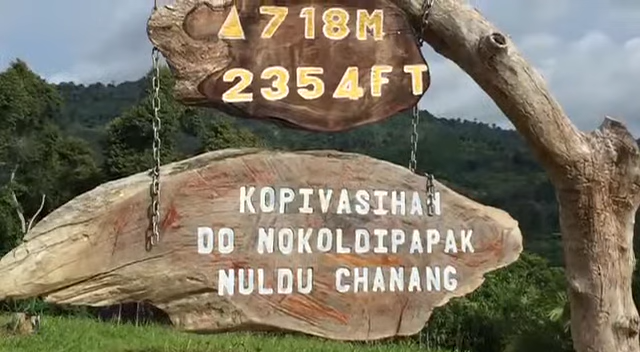 ▲718M
2354FT
KOPIVASIHAN
DO NOKOLDIPAPAK
NULDU CHANANG